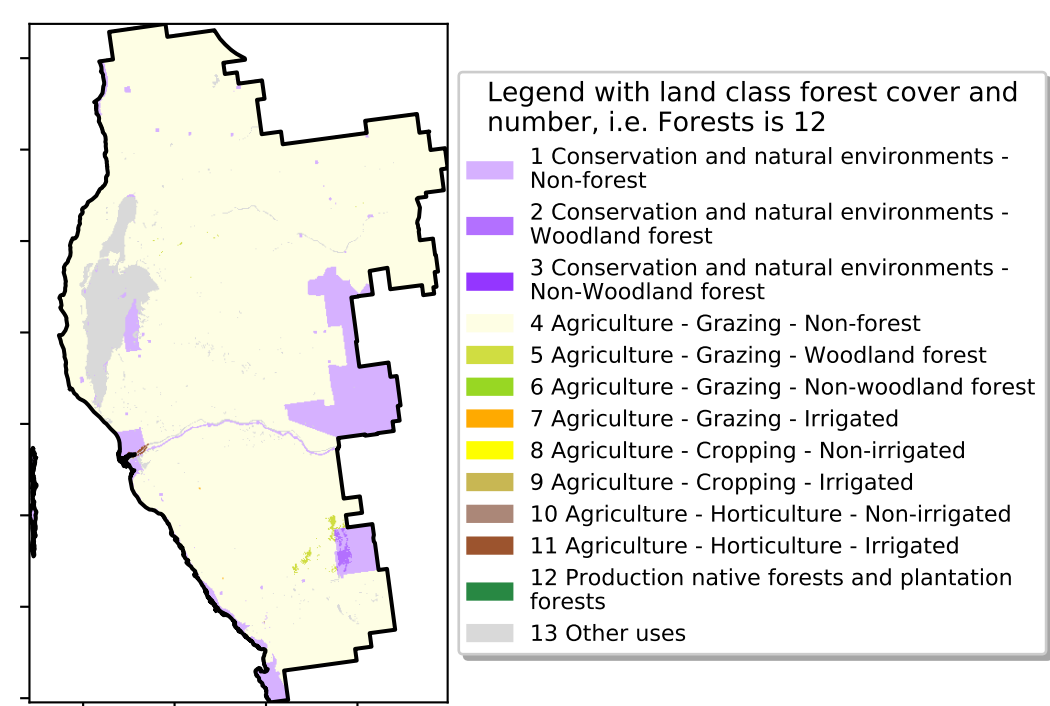 Legend with land class forest cover and
number, i.e. Forests is 12
1 Conservation and natural environments -
Non-forest
2 Conservation and natural environments -
Woodland forest
3 Conservation and natural environments -
Non-Woodland forest
4 Agriculture - Grazing - Non-forest
5 Agriculture - Grazing - Woodland forest
6 Agriculture - Grazing - Non-woodland forest
7 Agriculture - Grazing - Irrigated
8 Agriculture - Cropping - Non-irrigated
9 Agriculture - Cropping - Irrigated
10 Agriculture - Horticulture - Non-irrigated
11 Agriculture - Horticulture - Irrigated
12 Production native forests and plantation
forests
13 Other uses